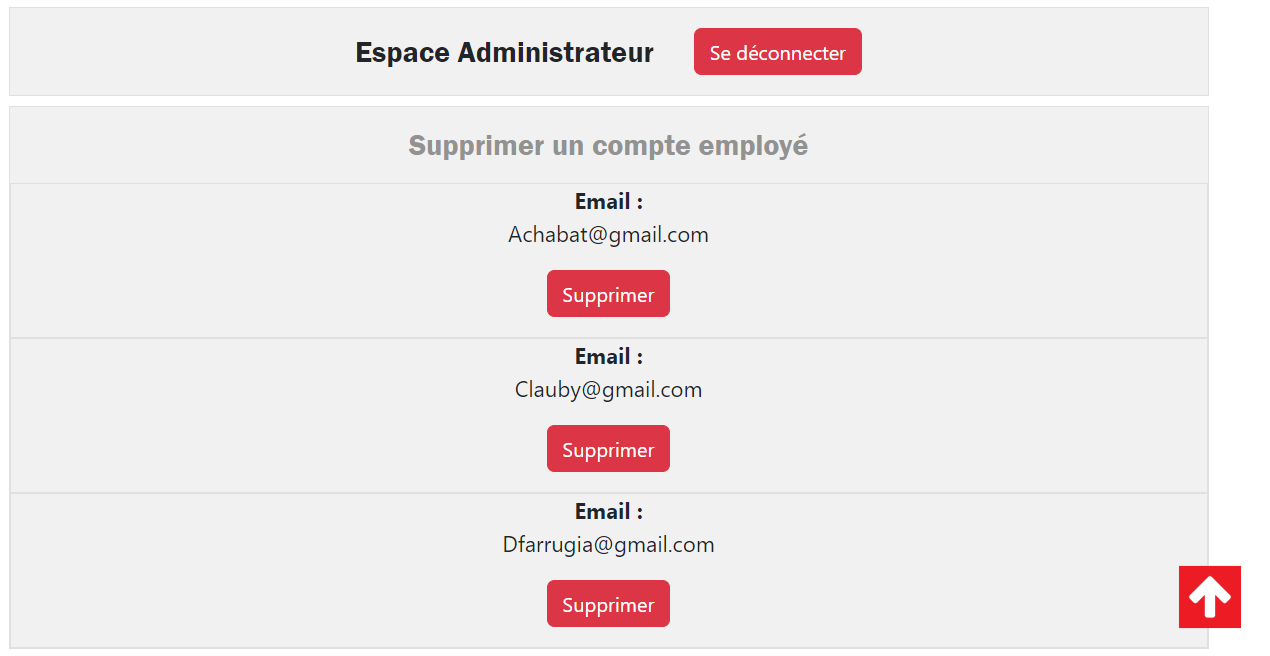 Espace Administrateur
Se déconnecter
Supprimer un compte employé
Email :
Achabat@gmail.com
Supprimer
Email :
Clauby@gmail.com
Supprimer
Email :
Dfarrugia@gmail.com
Supprimer